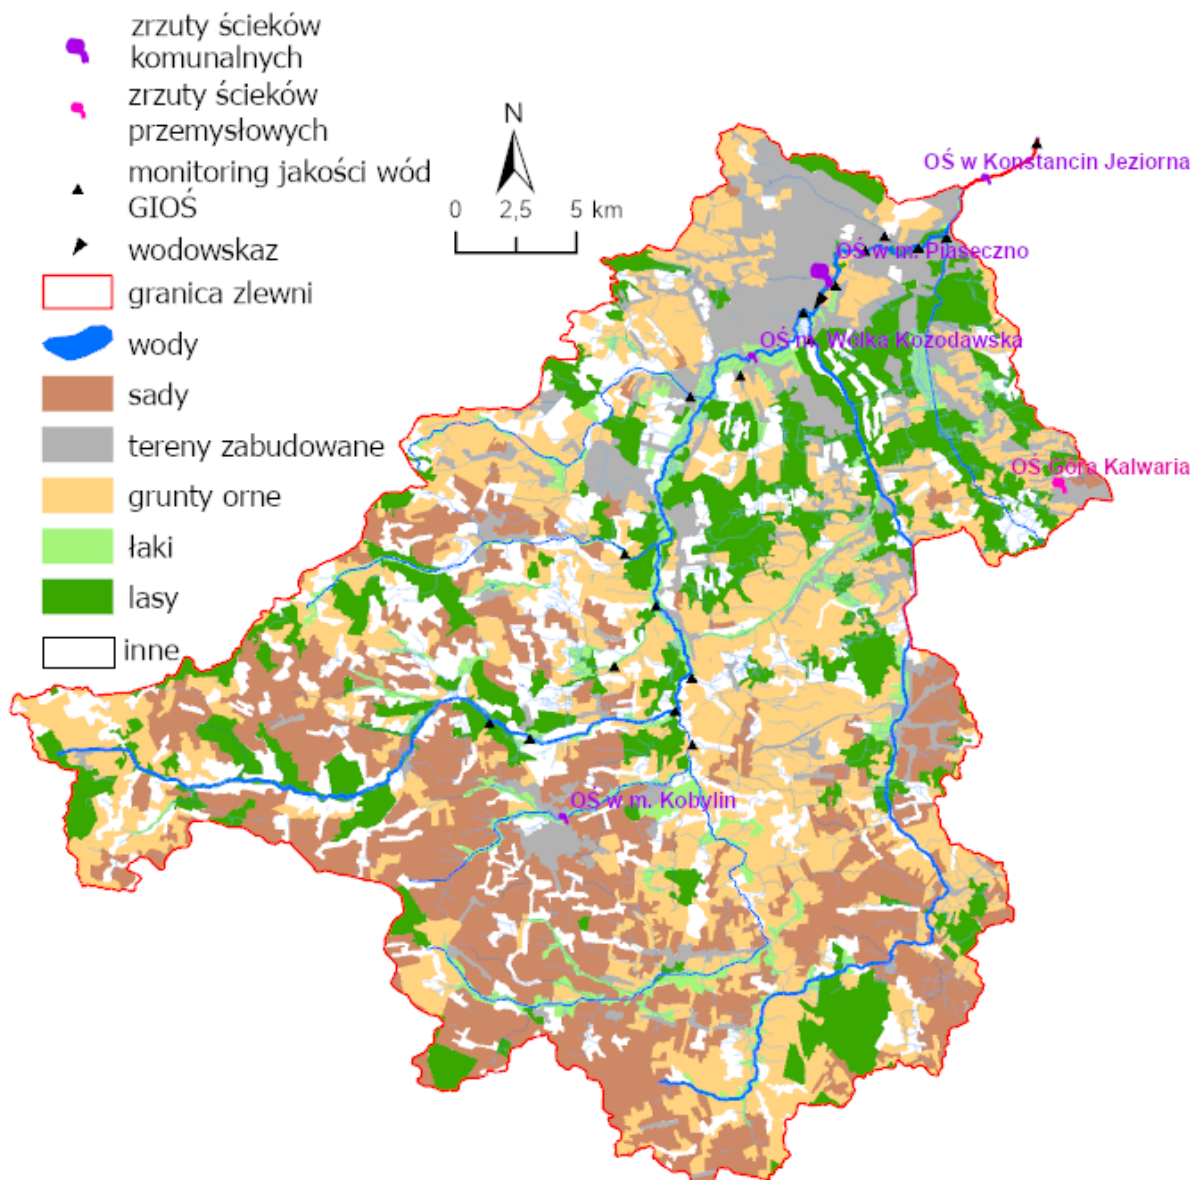 zrzuty ścieków
komunalnych
zrzuty ścieków
przemysłowych
monitoring jakości wód
GIOŚ
wodowskaz
granica zlewni
wody
sady
tereny zabudowane
grunty orne
łaki
lasy
inne
N
0 2,5 5 km
OŚ w Konstancin Jeziorna
OŚ w m. Piaseczno
OŚ m. Wólka Kozodawska
OŚ Góra Kalwaria
OŚ w m. Kobylin